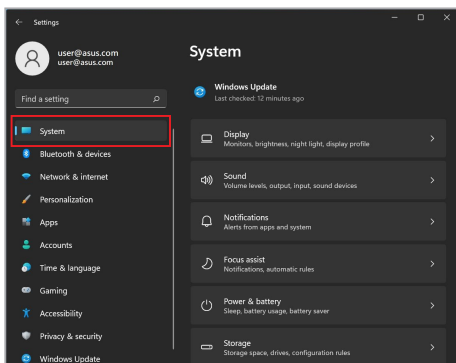 Settings
user@asus.com
user@asus.com
Find a setting
System
Bluetooth & devices
Network & internet
Personalization
Apps
Accounts
Time & language
Gaming
Accessibility
Privacy & security
Windows Update
System
Windows Update
Last checked: 12 minutes ago
Display
Monitors, brightness, night light, display profile
Sound
Volume levels, output, input, sound devices
Notifications
Alerts from apps and system
Focus assist
Notifications, automatic rules
Power & battery
Sleep, battery usage, battery saver
Storage
Storage space, drives, configuration rules